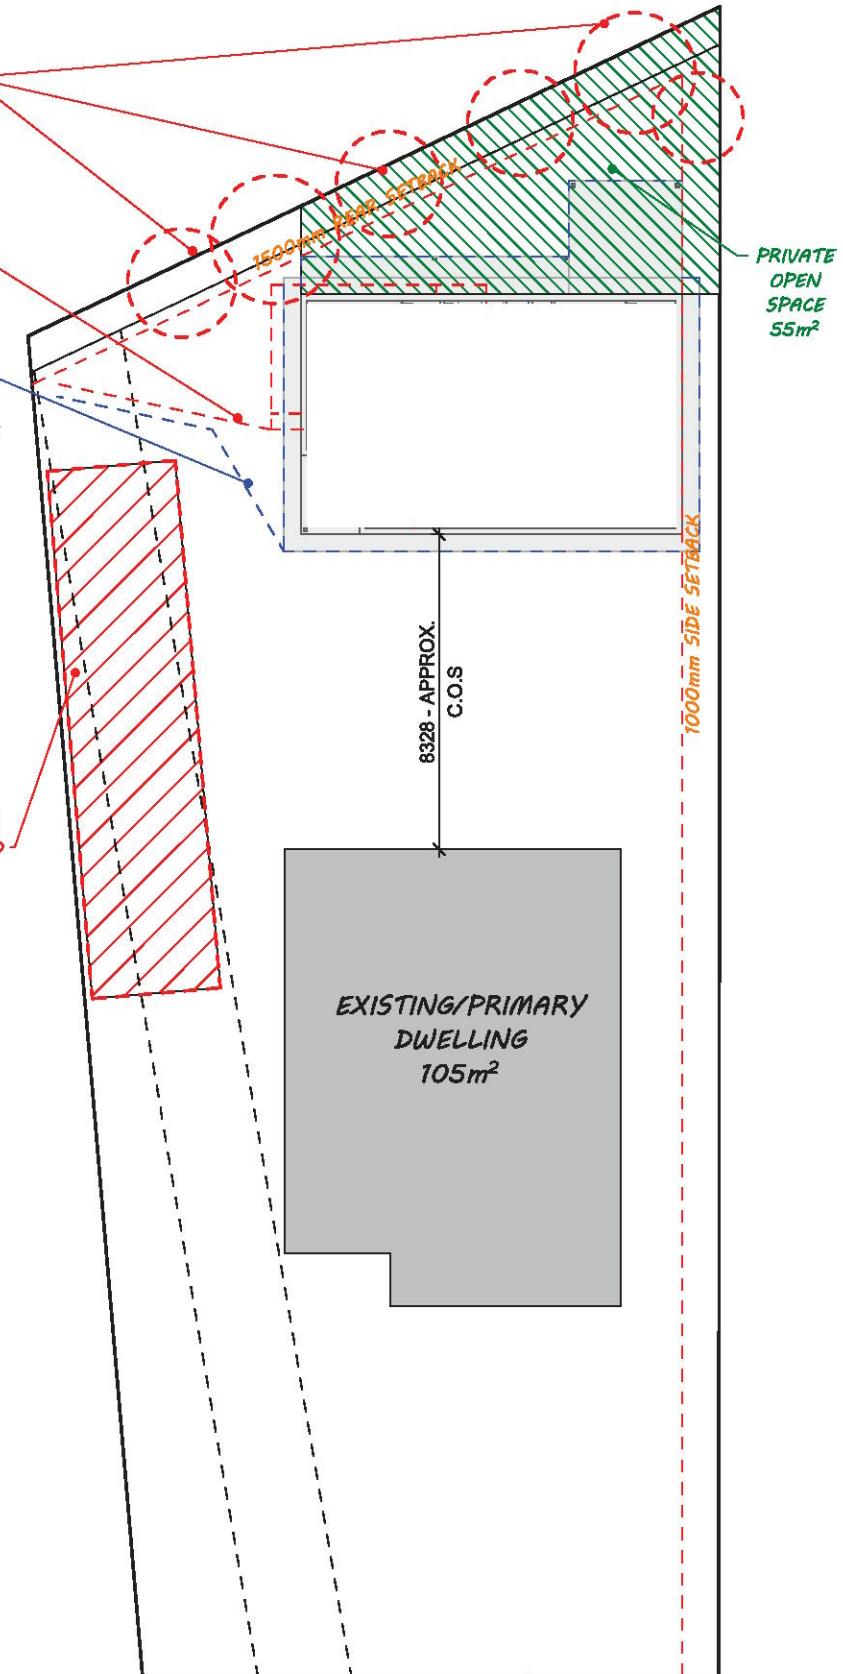 1500mm REAR SETBACK
PRIVATE
OPEN
SPACE
55m²
1000mm SIDE SETBACK
8328 - APPROX.
C.O.S
EXISTING/PRIMARY
DWELLING
105m²